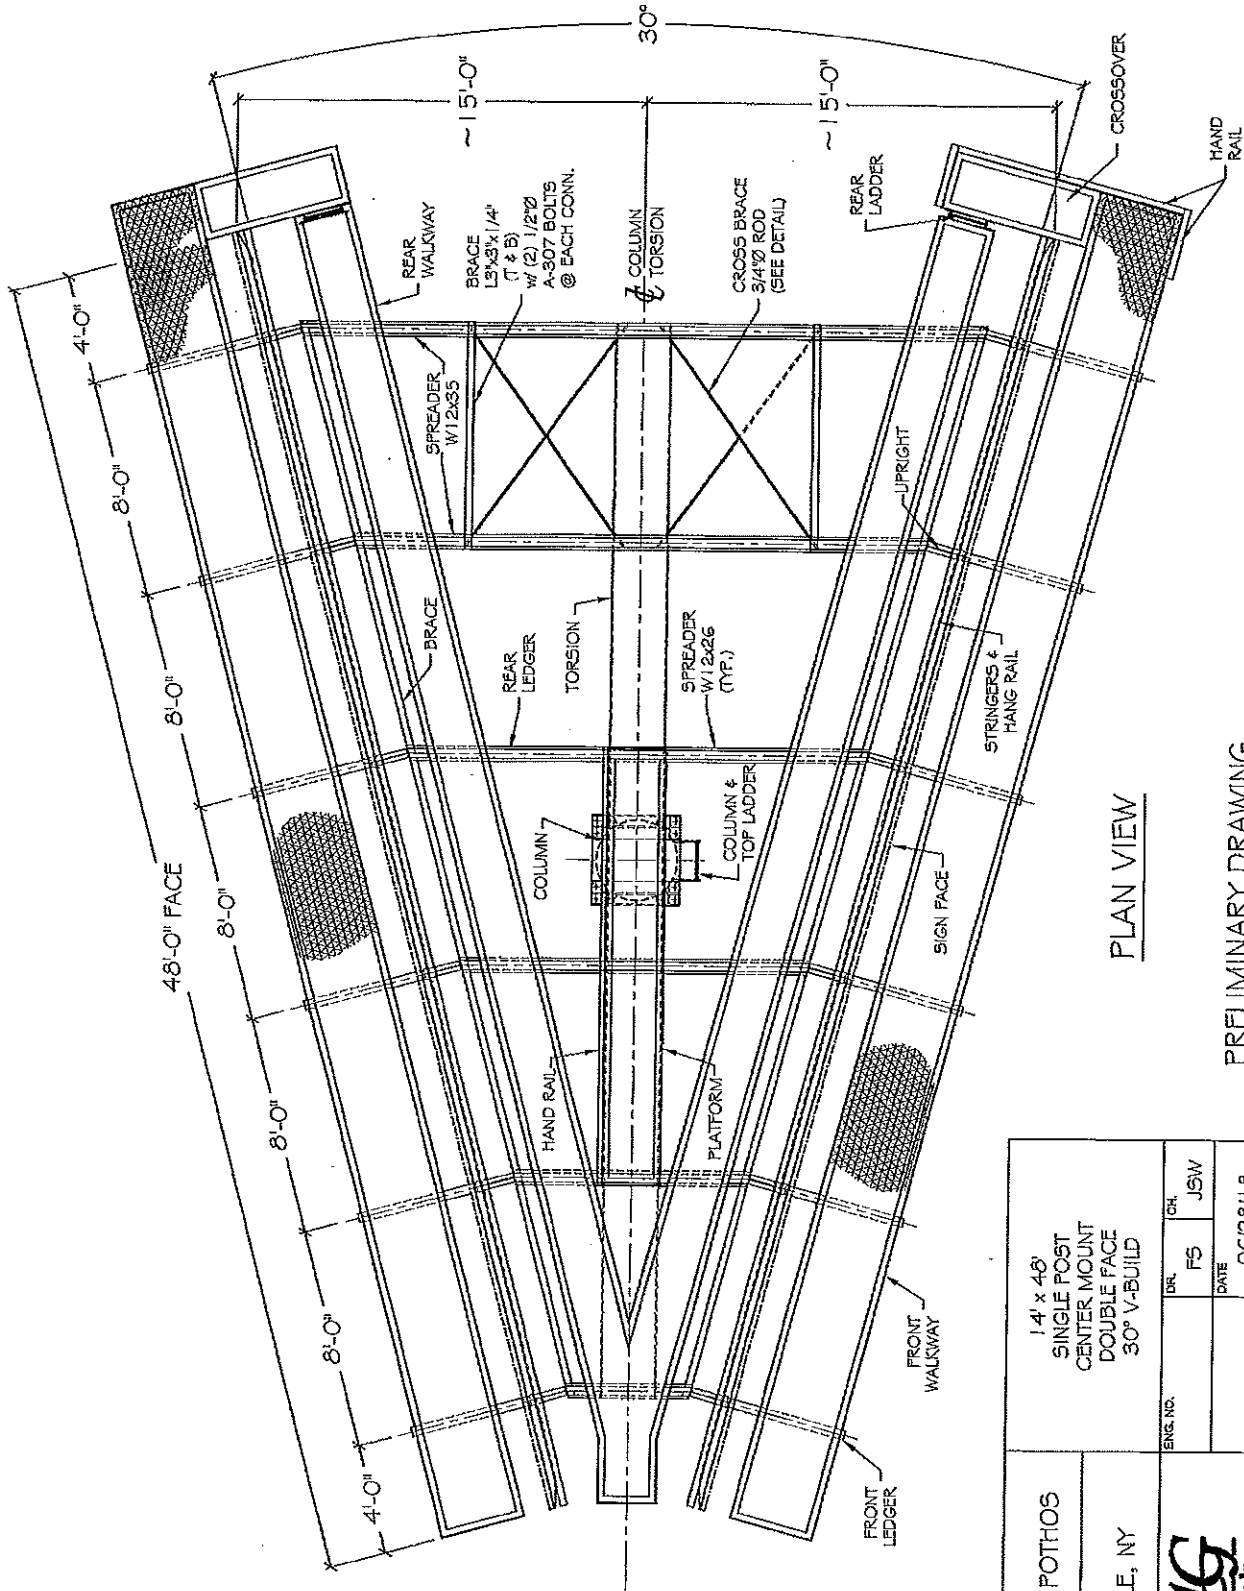 30°
~15'-0"
~15'-0"
CROSSOVER
HAND
RAIL
REAR
LADDER
REAR
WALKWAY
BRACE
L3"x3"x1/4"
(T & B)
w/ (2) 1/2"Ø
A-307 BOLTS
@ EACH CONN.
℄ COLUMN
TORSION
CROSS BRACE
3/4"Ø ROD
(SEE DETAIL)
4'-0"
8'-0"
8'-0"
8'-0"
8'-0"
8'-0"
4'-0"
48'-0" FACE
SPREADER
W12x35
UPRIGHT
BRACE
REAR
LEDGER
TORSION
SPREADER
W12x26
(TYP.)
STRINGERS &
HANG RAIL
COLUMN
COLUMN &
TOP LADDER
SIGN FACE
HAND RAIL
PLATFORM
FRONT
WALKWAY
FRONT
LEDGER
PLAN VIEW
PRELIMINARY DRAWING
14' x 48'
SINGLE POST
CENTER MOUNT
DOUBLE FACE
30° V-BUILD
POTHOS
E, NY
ENG. NO.
DR.
FS
CH.
JSW
DATE